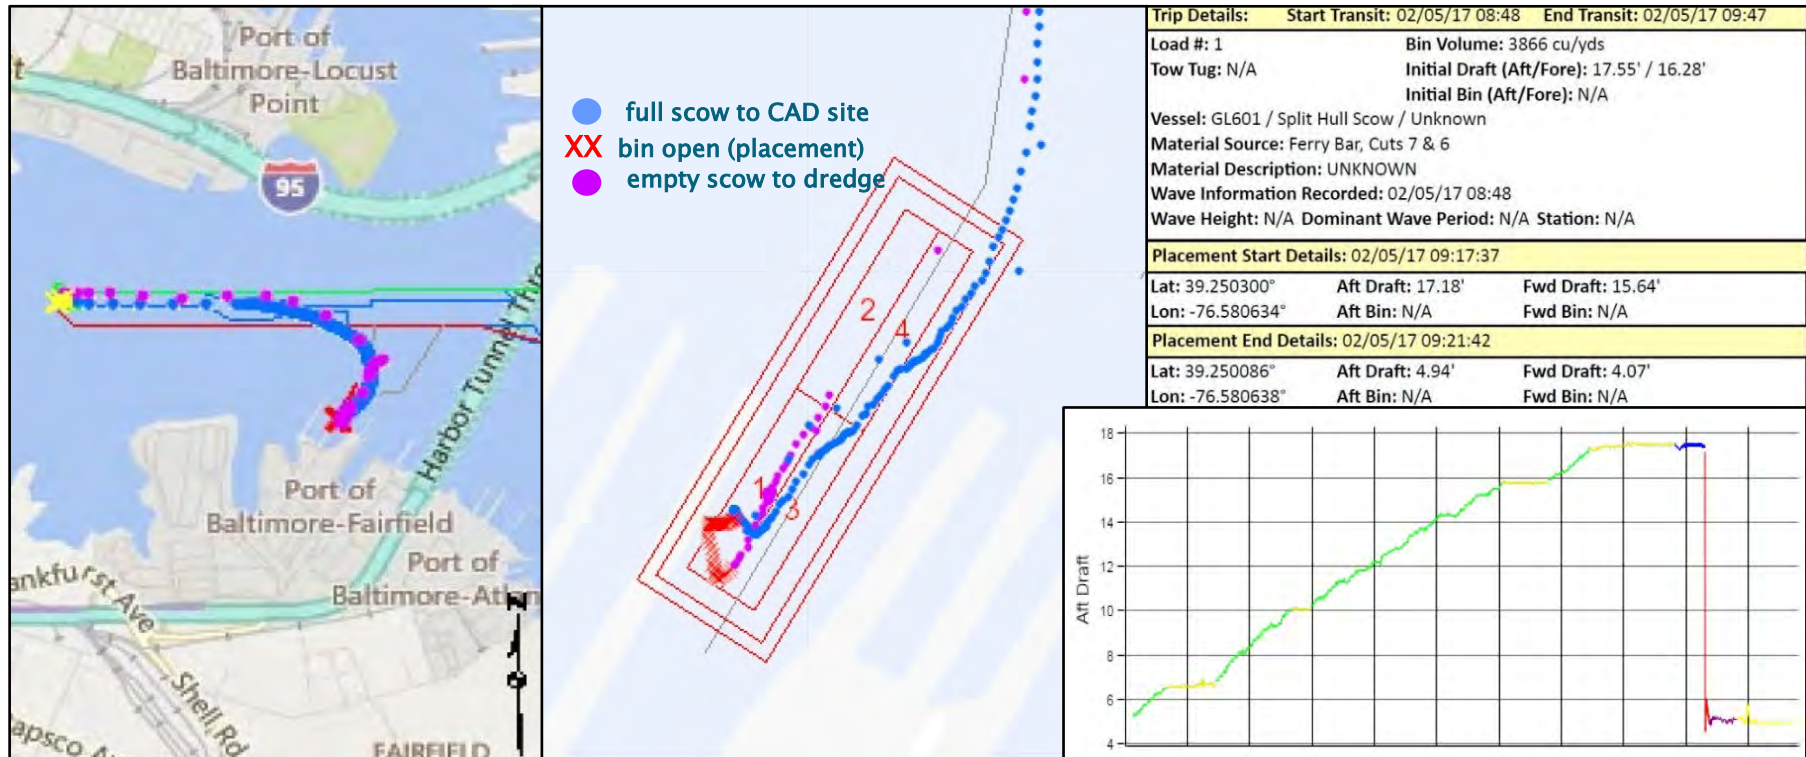 Port of
Baltimore-Locust
Point
95
Harbor Tunnel Thro
Port of
Baltimore-Fairfield
Port of
Baltimore-Atlan
ankfurst Ave
Shell Rd
apsco A
FAIRFIELD
full scow to CAD site
XX bin open (placement)
empty scow to dredge
2
4
1
3
Trip Details: Start Transit: 02/05/17 08:48 End Transit: 02/05/17 09:47
Load #: 1 Bin Volume: 3866 cu/yds
Tow Tug: N/A Initial Draft (Aft/Fore): 17.55' / 16.28'
Initial Bin (Aft/Fore): N/A
Vessel: GL601 / Split Hull Scow / Unknown
Material Source: Ferry Bar, Cuts 7 & 6
Material Description: UNKNOWN
Wave Information Recorded: 02/05/17 08:48
Wave Height: N/A Dominant Wave Period: N/A Station: N/A
Placement Start Details: 02/05/17 09:17:37
Lat: 39.250300° Aft Draft: 17.18' Fwd Draft: 15.64'
Lon: -76.580634° Aft Bin: N/A Fwd Bin: N/A
Placement End Details: 02/05/17 09:21:42
Lat: 39.250086° Aft Draft: 4.94' Fwd Draft: 4.07'
Lon: -76.580638° Aft Bin: N/A Fwd Bin: N/A
Aft Draft
18
16
14
12
10
8
6
4